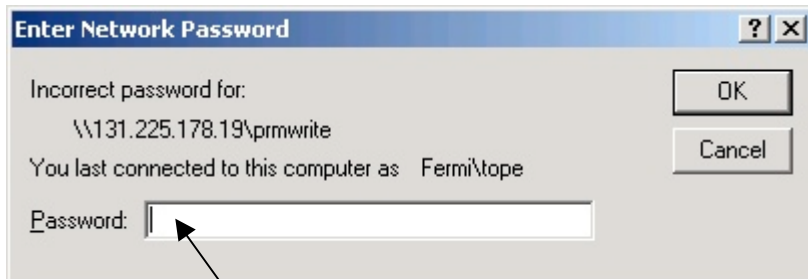 Enter Network Password
Incorrect password for:
\\131.225.178.19\prmwrite
You last connected to this computer as Fermi\tope
Password:
OK
Cancel